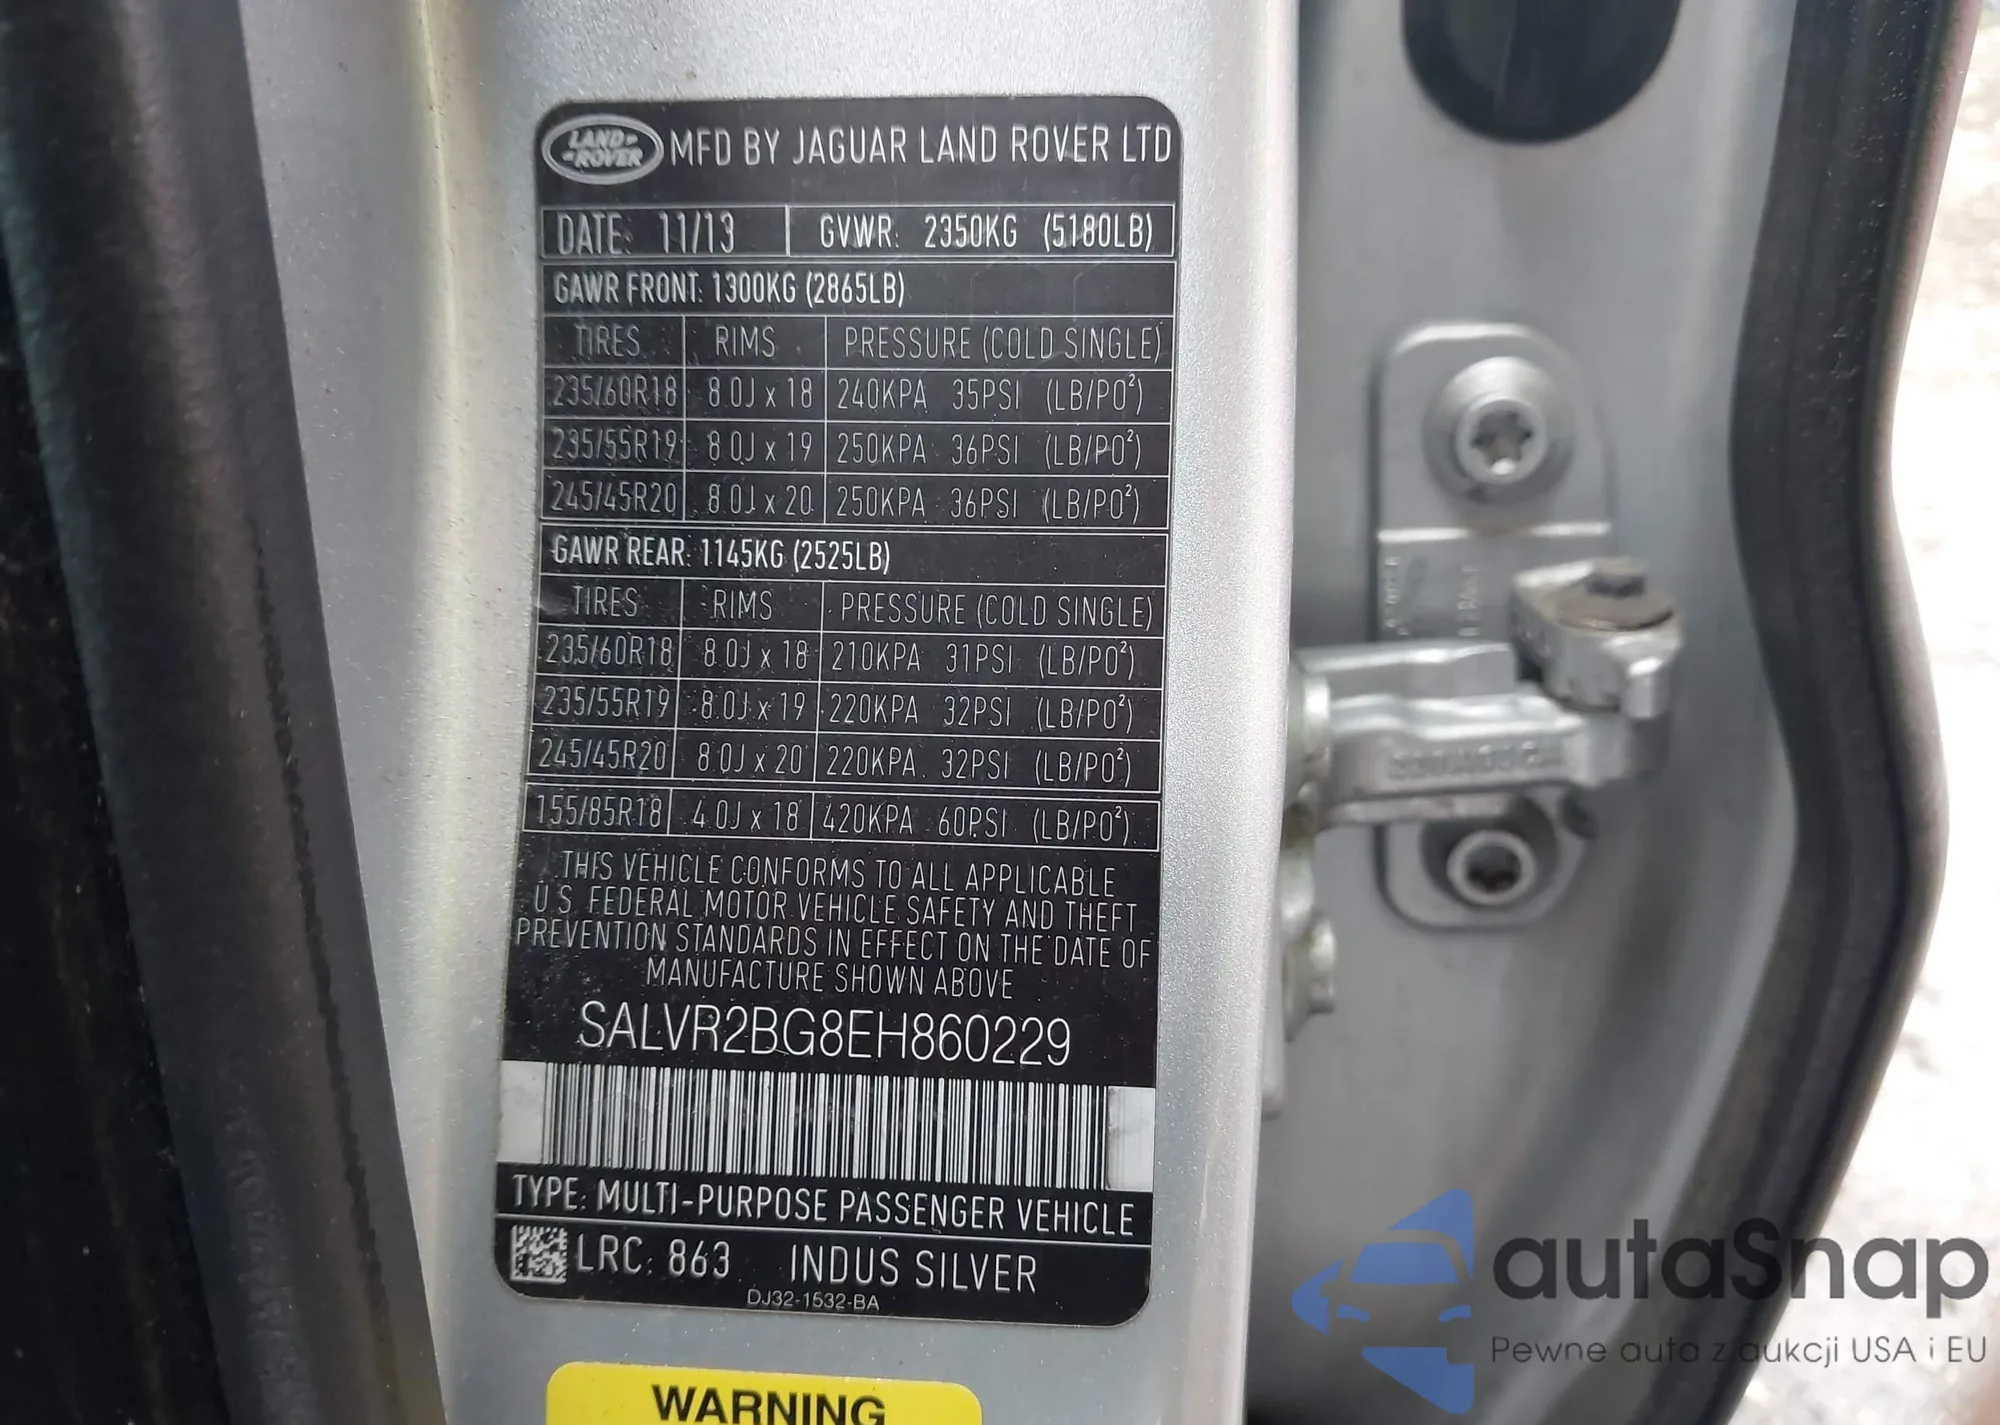 LAND-
-ROVER
MFD BY JAGUAR LAND ROVER LTD
DATE: 11/13 GVWR: 2350KG (5180LB)
GAWR FRONT: 1300KG (2865LB)
TIRES RIMS PRESSURE (COLD SINGLE)
235/60R18 8.0J x 18 240KPA 35PSI (LB/PO²)
235/55R19 8.0J x 19 250KPA 36PSI (LB/PO²)
245/45R20 8.0J x 20 250KPA 36PSI (LB/PO²)
GAWR REAR: 1145KG (2525LB)
TIRES RIMS PRESSURE (COLD SINGLE)
235/60R18 8.0J x 18 210KPA 31PSI (LB/PO²)
235/55R19 8.0J x 19 220KPA 32PSI (LB/PO²)
245/45R20 8.0J x 20 220KPA 32PSI (LB/PO²)
155/85R18 4.0J x 18 420KPA 60PSI (LB/PO²)
THIS VEHICLE CONFORMS TO ALL APPLICABLE
U.S. FEDERAL MOTOR VEHICLE SAFETY AND THEFT
PREVENTION STANDARDS IN EFFECT ON THE DATE OF
MANUFACTURE SHOWN ABOVE
SALVR2BG8EH860229
TYPE: MULTI-PURPOSE PASSENGER VEHICLE
LRC: 863 INDUS SILVER
DJ32-1532-BA
WARNING
autaSnap
Pewne auta z aukcji USA i EU